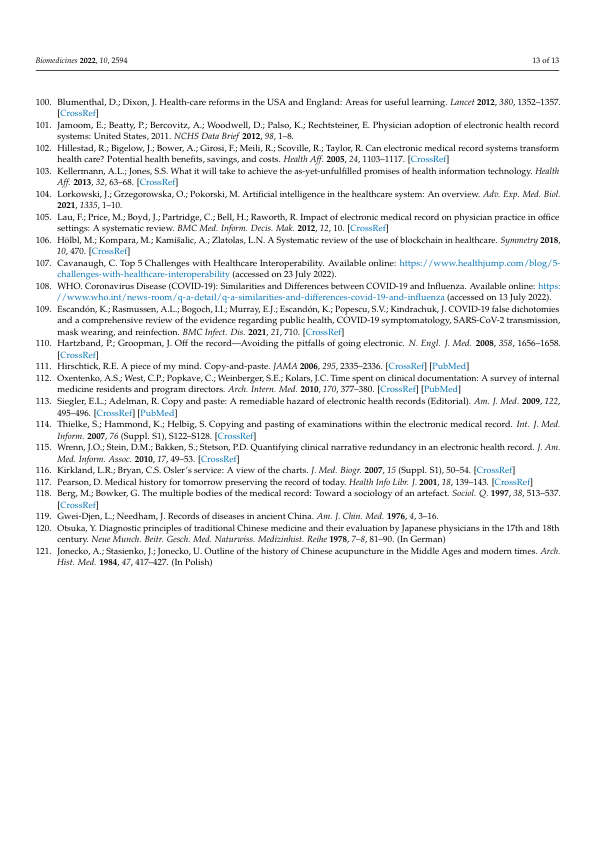 Biomedicines 2022, 10, 2594
13 of 13
100. Blumenthal, D.; Dixon, J. Health-care reforms in the USA and England: Areas for useful learning. Lancet 2012, 380, 1352–1357.
[CrossRef]
101. Jamoom, E.; Beatty, P.; Bercovitz, A.; Woodwell, D.; Palso, K.; Rechtsteiner, E. Physician adoption of electronic health record
systems: United States, 2011. NCHS Data Brief 2012, 98, 1–8.
102. Hillestad, R.; Bigelow, J.; Bower, A.; Girosi, F.; Meili, R.; Scoville, R.; Taylor, R. Can electronic medical record systems transform
health care? Potential health benefits, savings, and costs. Health Aff. 2005, 24, 1103–1117. [CrossRef]
103. Kellermann, A.L.; Jones, S.S. What it will take to achieve the as-yet-unfulfilled promises of health information technology. Health
Aff. 2013, 32, 63–68. [CrossRef]
104. Lorkowski, J.; Grzegorowska, O.; Pokorski, M. Artificial intelligence in the healthcare system: An overview. Adv. Exp. Med. Biol.
2021, 1335, 1–10.
105. Lau, F.; Price, M.; Boyd, J.; Partridge, C.; Bell, H.; Raworth, R. Impact of electronic medical record on physician practice in office
settings: A systematic review. BMC Med. Inform. Decis. Mak. 2012, 12, 10. [CrossRef]
106. Hölbl, M.; Kompara, M.; Kamišalic, A.; Zlatolas, L.N. A Systematic review of the use of blockchain in healthcare. Symmetry 2018,
10, 470. [CrossRef]
107. Cavanaugh, C. Top 5 Challenges with Healthcare Interoperability. Available online: https://www.healthjump.com/blog/5-
challenges-with-healthcare-interoperability (accessed on 23 July 2022).
108. WHO. Coronavirus Disease (COVID-19): Similarities and Differences between COVID-19 and Influenza. Available online: https:
//www.who.int/news-room/q-a-detail/q-a-similarities-and-differences-covid-19-and-influenza (accessed on 13 July 2022).
109. Escandón, K.; Rasmussen, A.L.; Bogoch, I.I.; Murray, E.J.; Escandón, K.; Popescu, S.V.; Kindrachuk, J. COVID-19 false dichotomies
and a comprehensive review of the evidence regarding public health, COVID-19 symptomatology, SARS-CoV-2 transmission,
mask wearing, and reinfection. BMC Infect. Dis. 2021, 21, 710. [CrossRef]
110. Hartzband, P.; Groopman, J. Off the record—Avoiding the pitfalls of going electronic. N. Engl. J. Med. 2008, 358, 1656–1658.
[CrossRef]
111. Hirschtick, R.E. A piece of my mind. Copy-and-paste. JAMA 2006, 295, 2335–2336. [CrossRef] [PubMed]
112. Oxentenko, A.S.; West, C.P.; Popkave, C.; Weinberger, S.E.; Kolars, J.C. Time spent on clinical documentation: A survey of internal
medicine residents and program directors. Arch. Intern. Med. 2010, 170, 377–380. [CrossRef] [PubMed]
113. Siegler, E.L.; Adelman, R. Copy and paste: A remediable hazard of electronic health records (Editorial). Am. J. Med. 2009, 122,
495–496. [CrossRef] [PubMed]
114. Thielke, S.; Hammond, K.; Helbig, S. Copying and pasting of examinations within the electronic medical record. Int. J. Med.
Inform. 2007, 76 (Suppl. S1), S122–S128. [CrossRef]
115. Wrenn, J.O.; Stein, D.M.; Bakken, S.; Stetson, P.D. Quantifying clinical narrative redundancy in an electronic health record. J. Am.
Med. Inform. Assoc. 2010, 17, 49–53. [CrossRef]
116. Kirkland, L.R.; Bryan, C.S. Osler's service: A view of the charts. J. Med. Biogr. 2007, 15 (Suppl. S1), 50–54. [CrossRef]
117. Pearson, D. Medical history for tomorrow preserving the record of today. Health Info Libr. J. 2001, 18, 139–143. [CrossRef]
118. Berg, M.; Bowker, G. The multiple bodies of the medical record: Toward a sociology of an artefact. Sociol. Q. 1997, 38, 513–537.
[CrossRef]
119. Gwei-Djen, L.; Needham, J. Records of diseases in ancient China. Am. J. Chin. Med. 1976, 4, 3–16.
120. Otsuka, Y. Diagnostic principles of traditional Chinese medicine and their evaluation by Japanese physicians in the 17th and 18th
century. Neue Munch. Beitr. Gesch. Med. Naturwiss. Medizinhist. Reihe 1978, 7–8, 81–90. (In German)
121. Jonecko, A.; Stasienko, J.; Jonecko, U. Outline of the history of Chinese acupuncture in the Middle Ages and modern times. Arch.
Hist. Med. 1984, 47, 417–427. (In Polish)